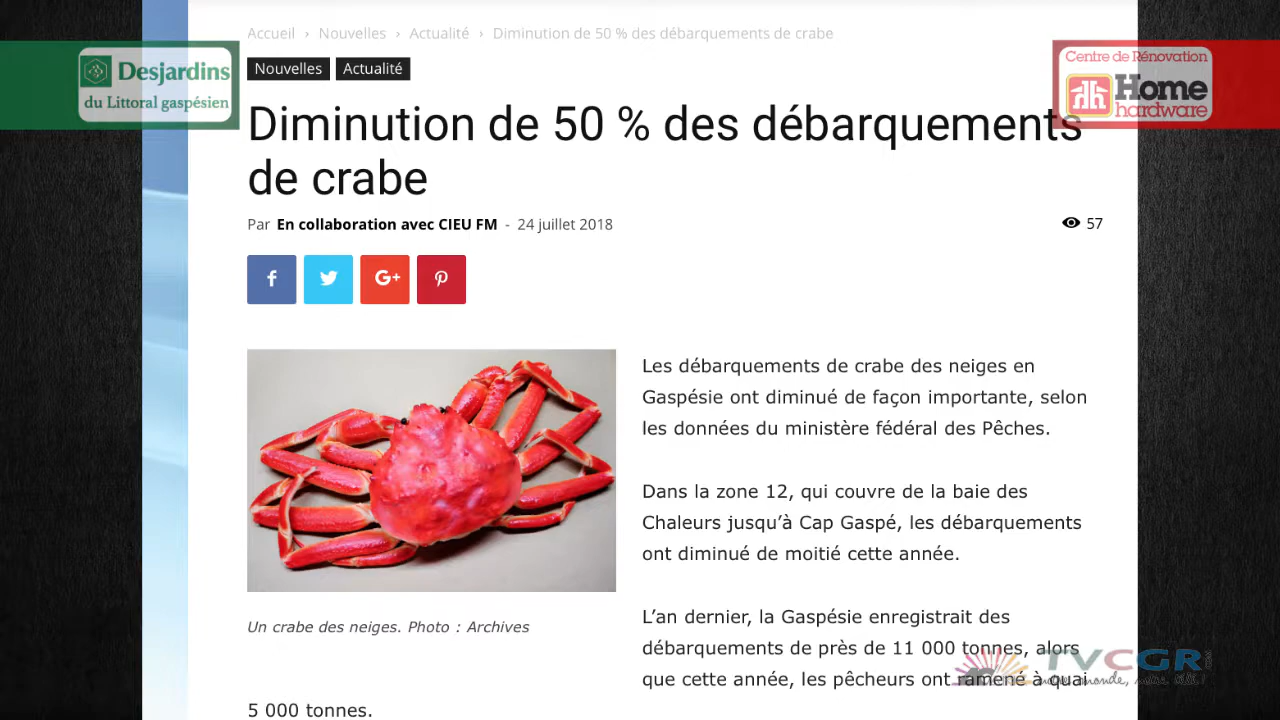 Accueil › Nouvelles › Actualité › Diminution de 50 % des débarquements de crabe
Desjardins
du Littoral gaspésien
Nouvelles Actualité
Centre de Rénovation
Home
hardware
Diminution de 50 % des débarquements
de crabe
Par En collaboration avec CIEU FM - 24 juillet 2018
57
f G+
Les débarquements de crabe des neiges en
Gaspésie ont diminué de façon importante, selon
les données du ministère fédéral des Pêches.
Dans la zone 12, qui couvre de la baie des
Chaleurs jusqu’à Cap Gaspé, les débarquements
ont diminué de moitié cette année.
Un crabe des neiges. Photo : Archives
L’an dernier, la Gaspésie enregistrait des
débarquements de près de 11 000 tonnes, alors
que cette année, les pêcheurs ont ramené à quai
5 000 tonnes.
TVCGR
monde, notre télé!